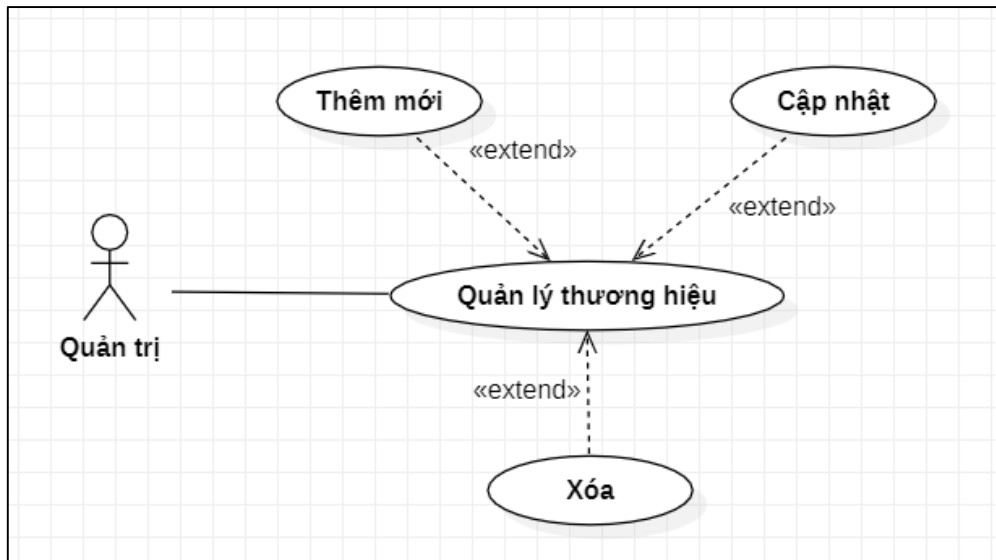 Thêm mới
Cập nhật
«extend»
«extend»
Quản lý thương hiệu
Quản trị
«extend»
Xóa